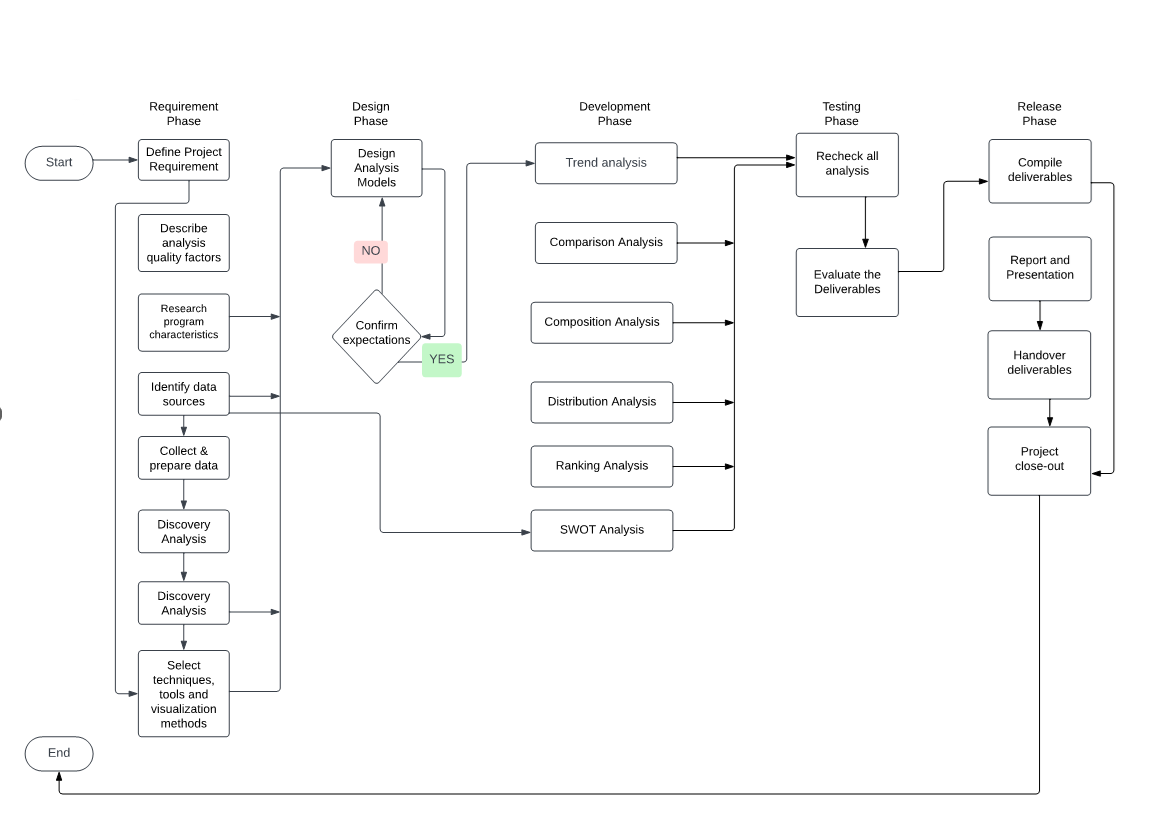 Requirement
Phase
Design
Phase
Development
Phase
Testing
Phase
Release
Phase
Start
Define Project
Requirement
Describe
analysis
quality factors
Research
program
characteristics
Identify data
sources
Collect &
prepare data
Discovery
Analysis
Discovery
Analysis
Select
techniques,
tools and
visualization
methods
End
Design
Analysis
Models
NO
Confirm
expectations
YES
Trend analysis
Comparison Analysis
Composition Analysis
Distribution Analysis
Ranking Analysis
SWOT Analysis
Recheck all
analysis
Evaluate the
Deliverables
Compile
deliverables
Report and
Presentation
Handover
deliverables
Project
close-out